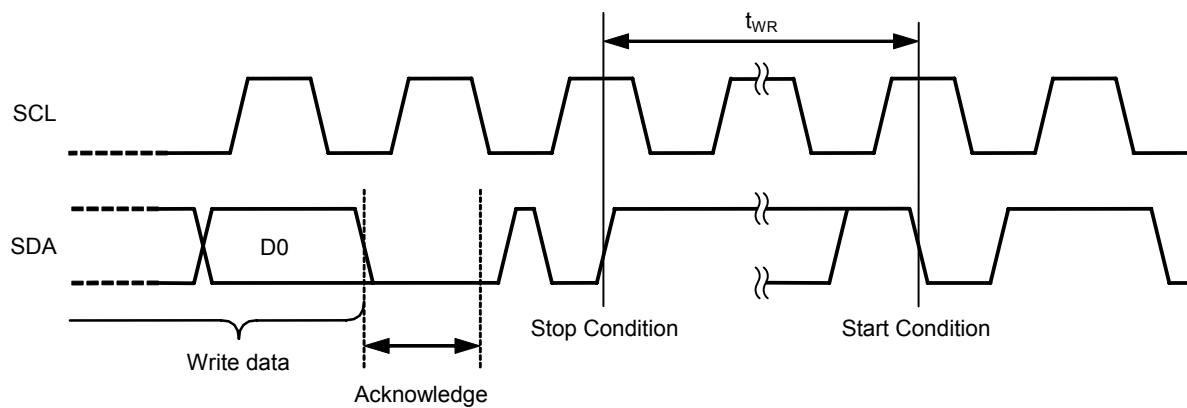 tWR
SCL
SDA
D0
Stop Condition
Start Condition
Write data
Acknowledge